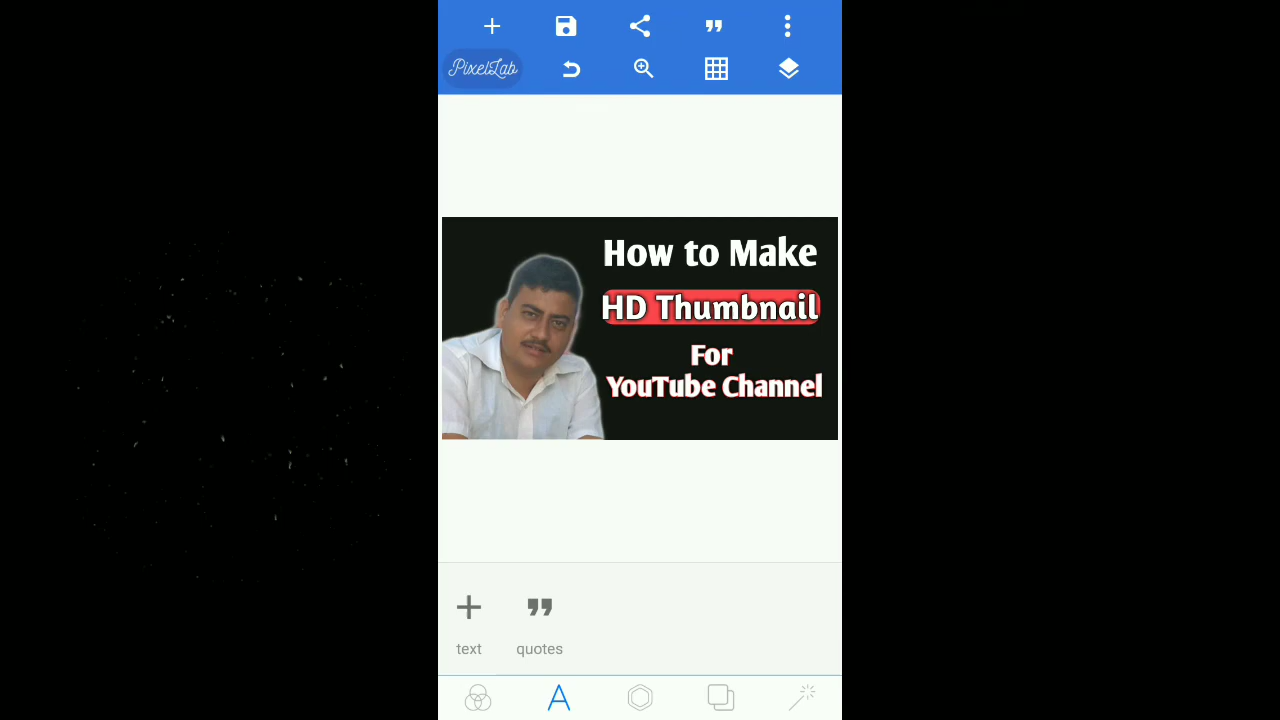 PixelLab
How to Make
HD Thumbnail
For
YouTube Channel
text
quotes